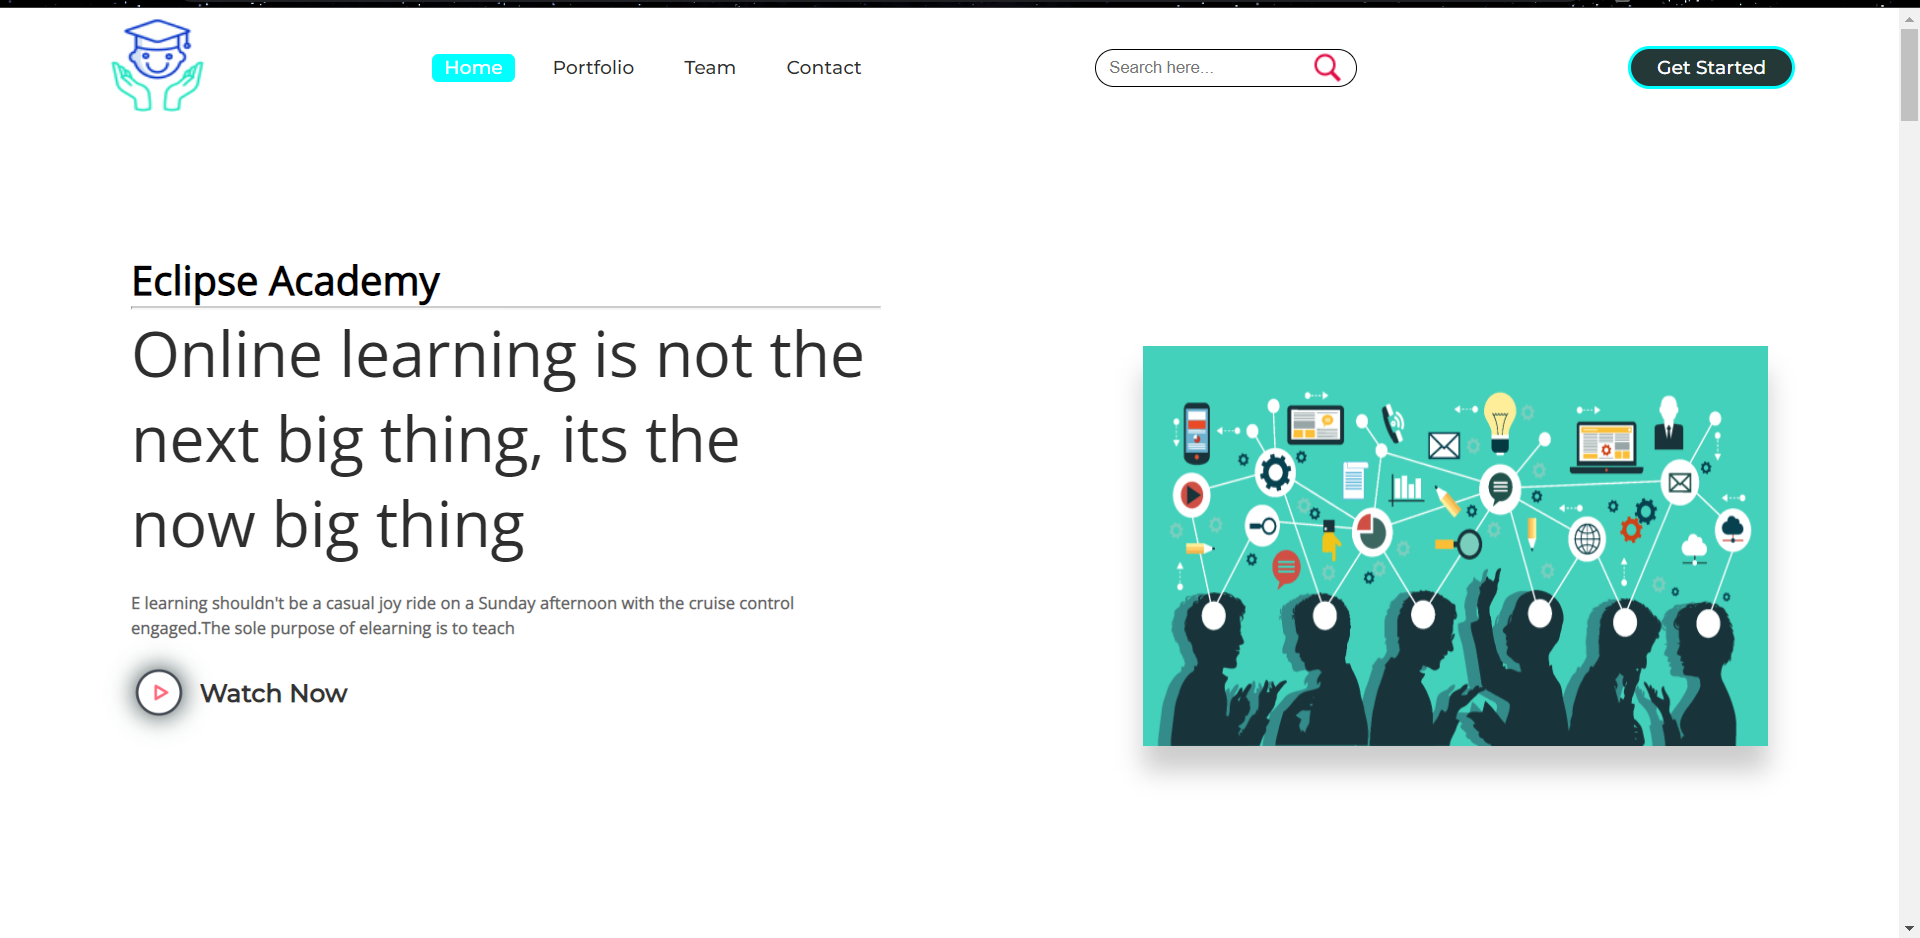 Home
Portfolio
Team
Contact
Search here...
Get Started
Eclipse Academy
Online learning is not the
next big thing, its the
now big thing
E learning shouldn't be a casual joy ride on a Sunday afternoon with the cruise control
engaged.The sole purpose of elearning is to teach
Watch Now